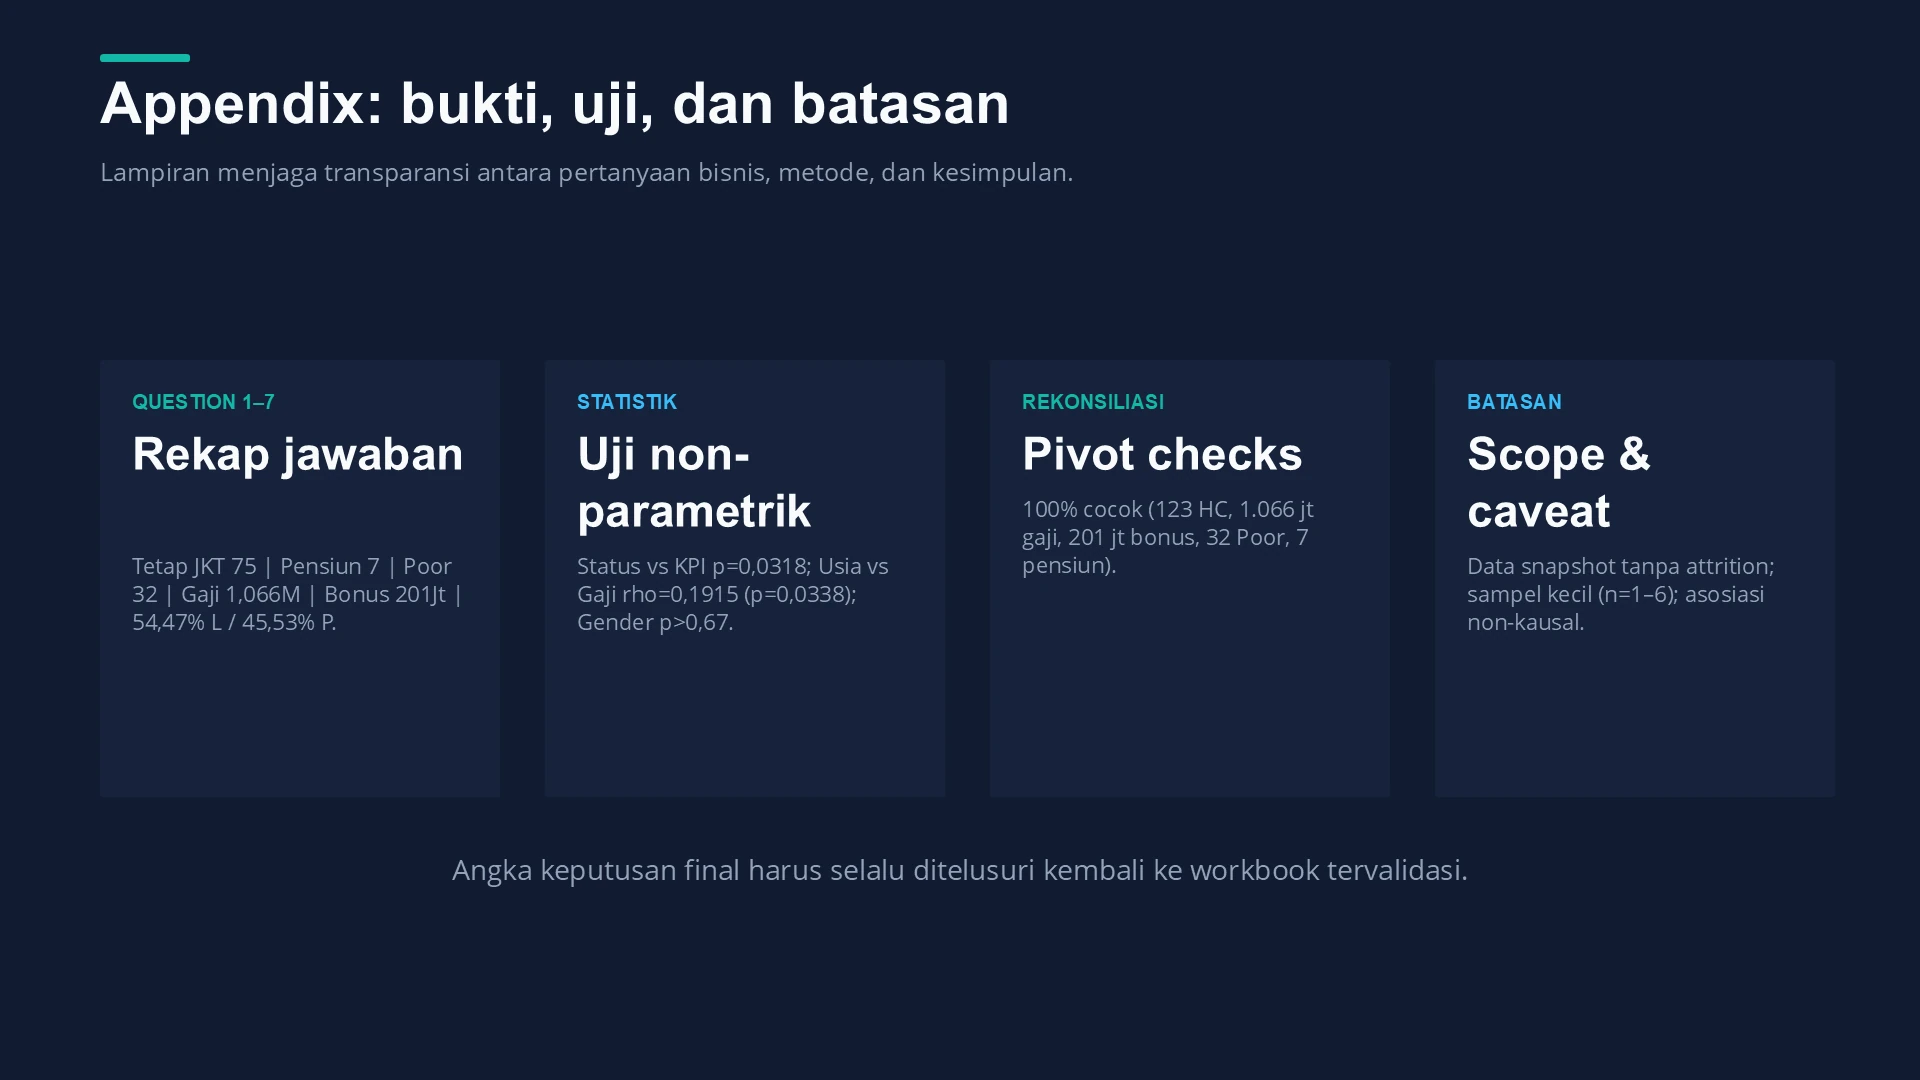 Appendix: bukti, uji, dan batasan
Lampiran menjaga transparansi antara pertanyaan bisnis, metode, dan kesimpulan.
QUESTION 1–7
Rekap jawaban
Tetap JKT 75 | Pensiun 7 | Poor
32 | Gaji 1,066M | Bonus 201Jt |
54,47% L / 45,53% P.
STATISTIK
Uji non-
parametrik
Status vs KPI p=0,0318; Usia vs
Gaji rho=0,1915 (p=0,0338);
Gender p>0,67.
REKONSILIASI
Pivot checks
100% cocok (123 HC, 1.066 jt
gaji, 201 jt bonus, 32 Poor, 7
pensiun).
BATASAN
Scope &
caveat
Data snapshot tanpa attrition;
sampel kecil (n=1–6); asosiasi
non-kausal.
Angka keputusan final harus selalu ditelusuri kembali ke workbook tervalidasi.